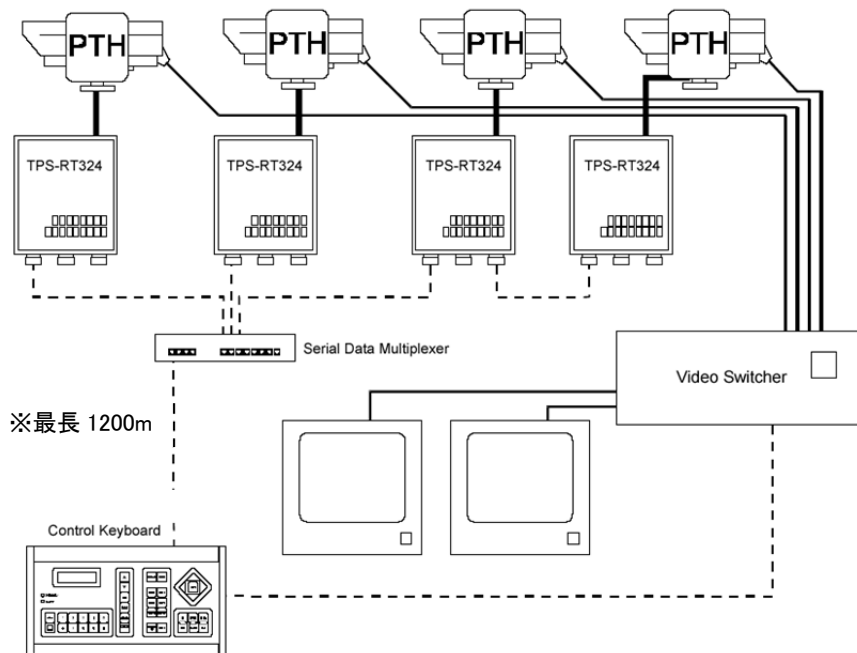 PTH
PTH
PTH
PTH
TPS-RT324
TPS-RT324
TPS-RT324
TPS-RT324
Serial Data Multiplexer
Video Switcher
※最長 1200m
Control Keyboard